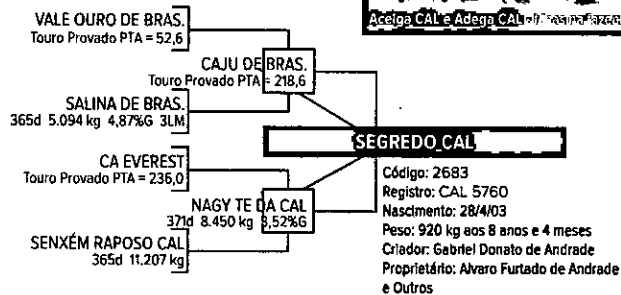 Acelga CAL e Adega CAL
VALE OURO DE BRAS.
Touro Provado PTA = 52,6
CAJU DE BRAS.
Touro Provado PTA = 218,6
SALINA DE BRAS.
365d 5.094 kg 4,87%G 3LM
SEGREDO CAL
CA EVEREST
Touro Provado PTA = 236,0
NAGY TE DA CAL
371d 8.450 kg 3,52%G
SENXÉM RAPOSO CAL
365d 11.207 kg
Código: 2683
Registro: CAL 5760
Nascimento: 28/4/03
Peso: 920 kg aos 8 anos e 4 meses
Criador: Gabriel Donato de Andrade
Proprietário: Alvaro Furtado de Andrade
e Outros